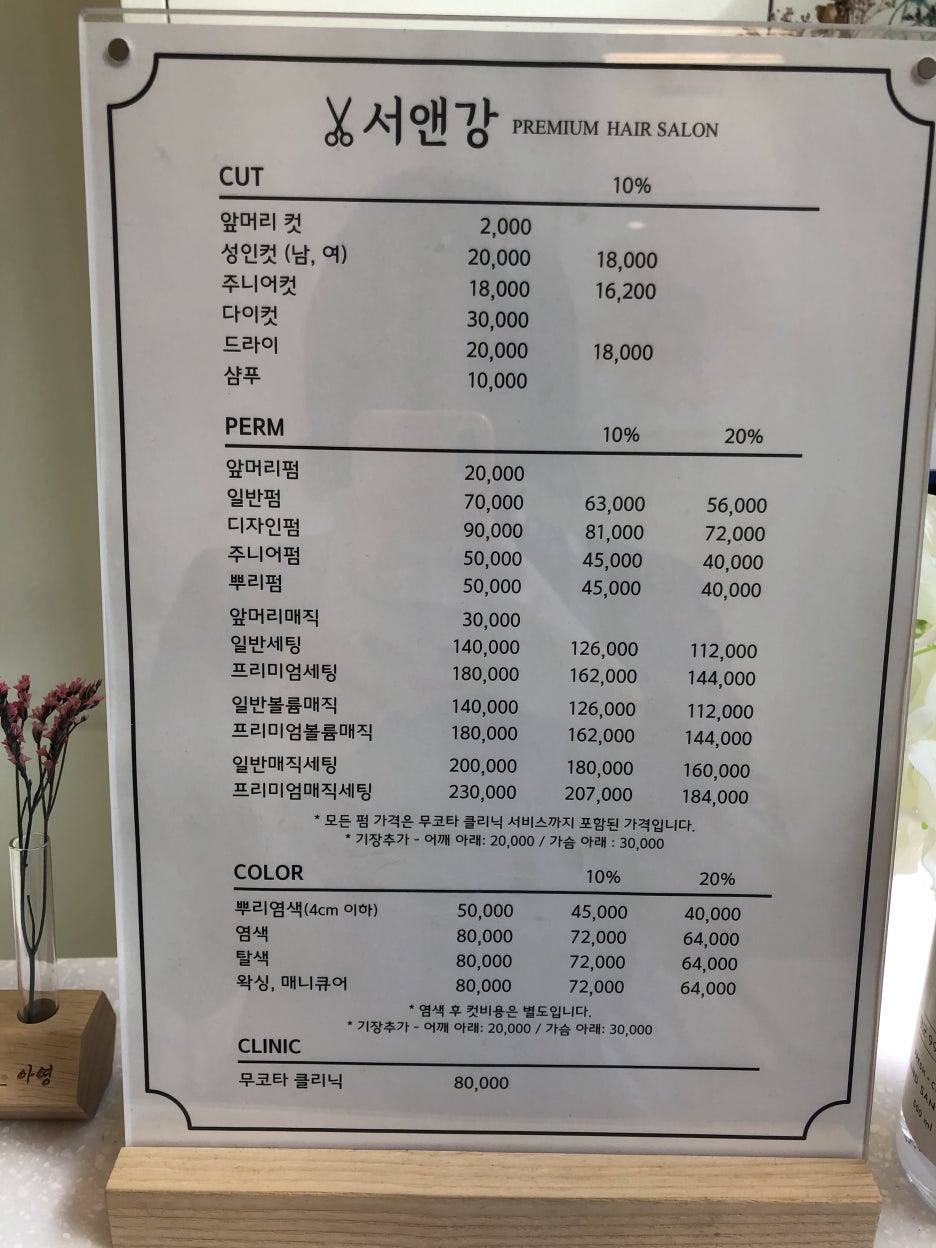 서앤강 PREMIUM HAIR SALON
CUT 10%
앞머리 컷 2,000
성인컷 (남, 여) 20,000 18,000
주니어컷 18,000 16,200
다이컷 30,000
드라이 20,000 18,000
샴푸 10,000
PERM 10% 20%
앞머리펌 20,000
일반펌 70,000 63,000 56,000
디자인펌 90,000 81,000 72,000
주니어펌 50,000 45,000 40,000
뿌리펌 50,000 45,000 40,000
앞머리매직 30,000
일반세팅 140,000 126,000 112,000
프리미엄세팅 180,000 162,000 144,000
일반볼륨매직 140,000 126,000 112,000
프리미엄볼륨매직 180,000 162,000 144,000
일반매직세팅 200,000 180,000 160,000
프리미엄매직세팅 230,000 207,000 184,000
* 모든 펌 가격은 무코타 클리닉 서비스까지 포함된 가격입니다.
* 기장추가 - 어깨 아래: 20,000 / 가슴 아래 : 30,000
COLOR 10% 20%
뿌리염색(4cm 이하) 50,000 45,000 40,000
염색 80,000 72,000 64,000
탈색 80,000 72,000 64,000
왁싱, 매니큐어 80,000 72,000 64,000
* 염색 후 컷비용은 별도입니다.
* 기장추가 - 어깨 아래: 20,000 / 가슴 아래: 30,000
CLINIC
무코타 클리닉 80,000
아영
500 ml